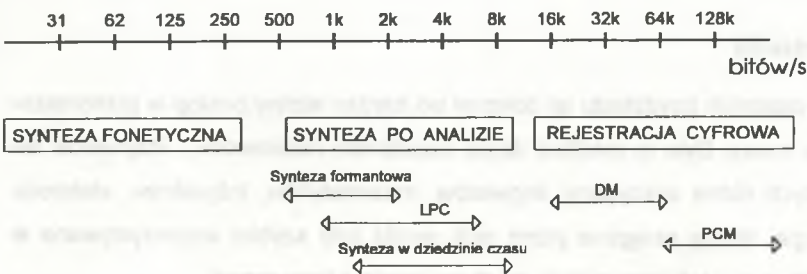 31 62 125 250 500 1k 2k 4k 8k 16k 32k 64k 128k
bitów/s
SYNTEZA FONETYCZNA SYNTEZA PO ANALIZIE REJESTRACJA CYFROWA
Synteza formantowa DM
LPC
PCM
Synteza w dziedzinie czasu